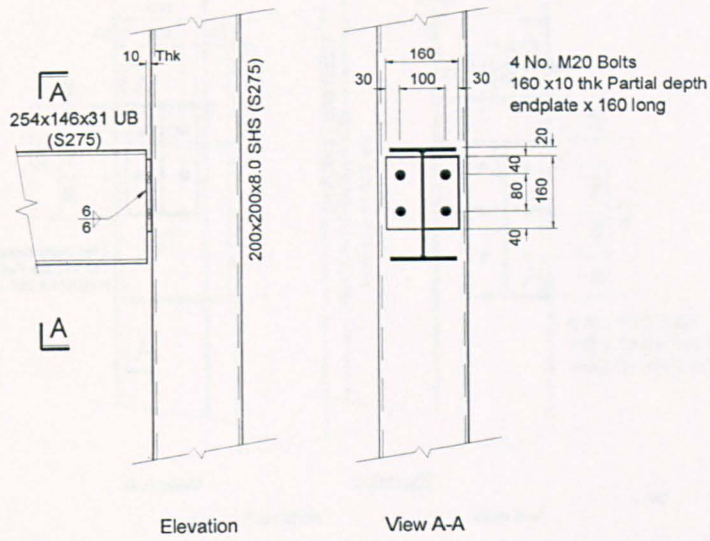 10 Thk
A
254x146x31 UB
(S275)
200x200x8.0 SHS (S275)
6
6
A
Elevation
160
30 100 30
4 No. M20 Bolts
160 x10 thk Partial depth
endplate x 160 long
20
40
80
160
40
View A-A